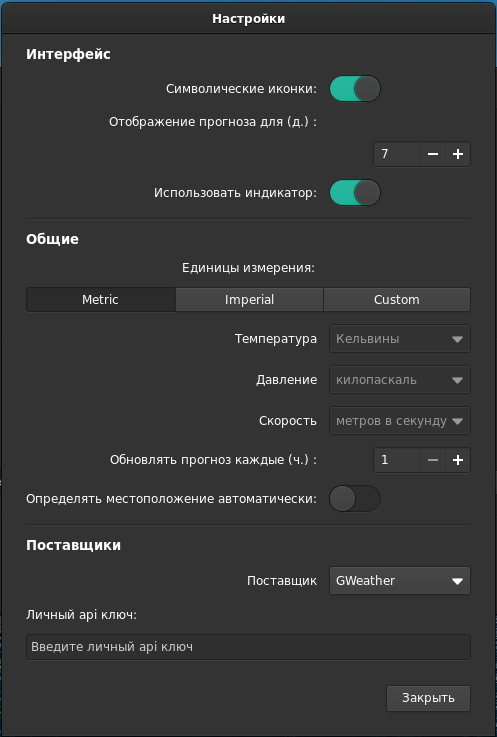 Настройки
Интерфейс
Символические иконки:
Отображение прогноза для (д.) :
7 − +
Использовать индикатор:
Общие
Единицы измерения:
Metric Imperial Custom
Температура Кельвины
Давление килопаскаль
Скорость метров в секунду
Обновлять прогноз каждые (ч.) : 1 − +
Определять местоположение автоматически:
Поставщики
Поставщик GWeather
Личный api ключ:
Введите личный api ключ
Закрыть